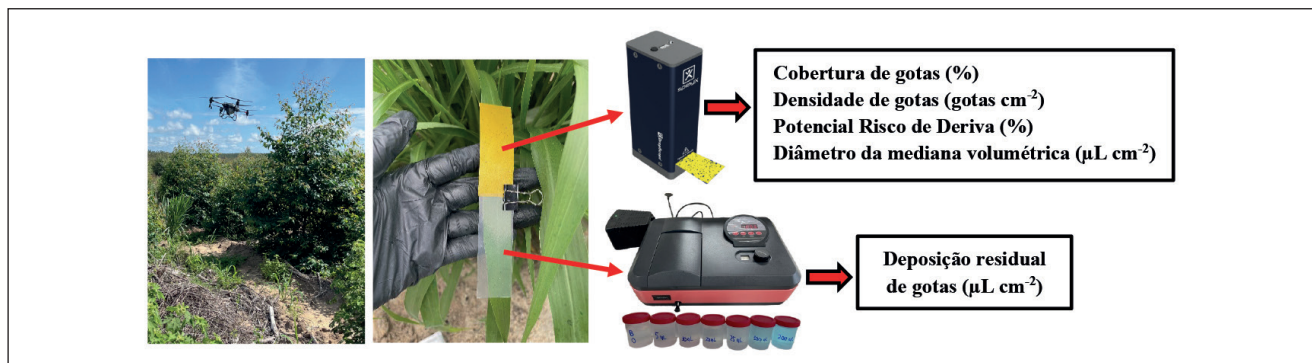 Cobertura de gotas (%)
Densidade de gotas (gotas cm⁻²)
Potencial Risco de Deriva (%)
Diâmetro da mediana volumétrica (µL cm⁻²)
Deposição residual
de gotas (µL cm⁻²)